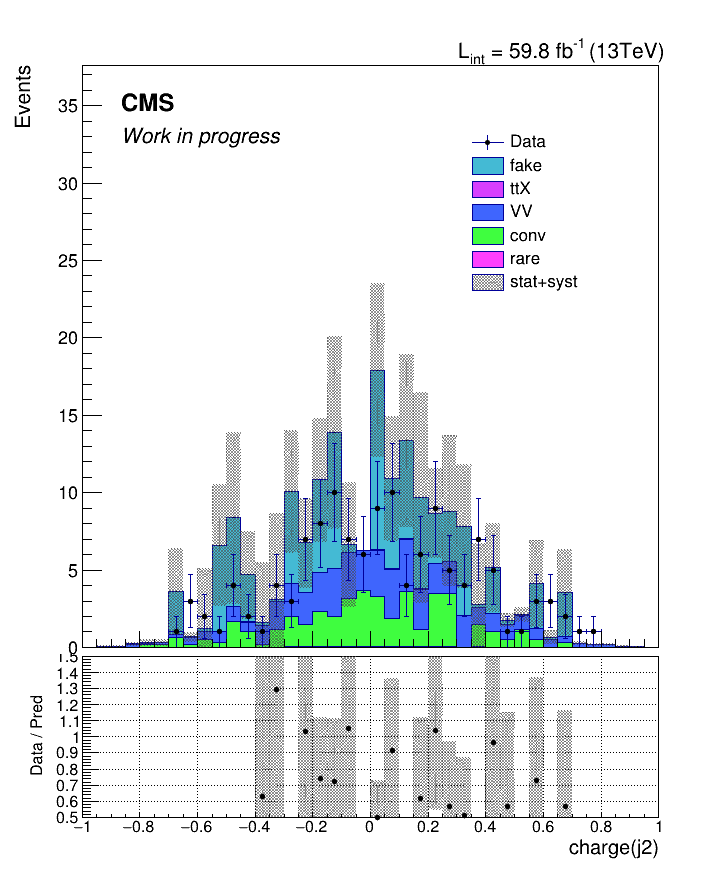 L_int = 59.8 fb^-1 (13TeV)
Events
CMS
Work in progress
Data
fake
ttX
VV
conv
rare
stat+syst
35
30
25
20
15
10
5
0
Data / Pred
1.5
1.4
1.3
1.2
1.1
1
0.9
0.8
0.7
0.6
0.5
−1 −0.8 −0.6 −0.4 −0.2 0 0.2 0.4 0.6 0.8 1
charge(j2)